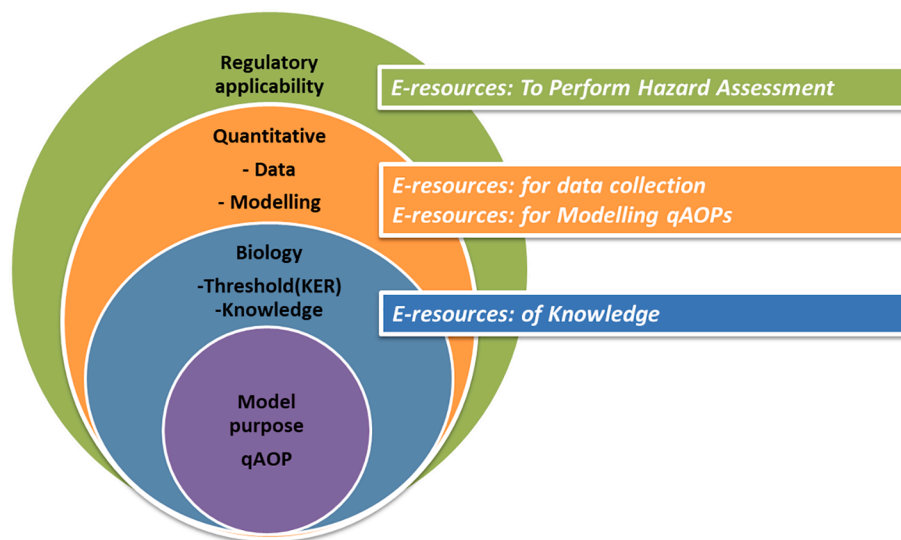 Regulatory
applicability
E-resources: To Perform Hazard Assessment
Quantitative
- Data
- Modelling
E-resources: for data collection
E-resources: for Modelling qAOPs
Biology
-Threshold(KER)
-Knowledge
E-resources: of Knowledge
Model
purpose
qAOP